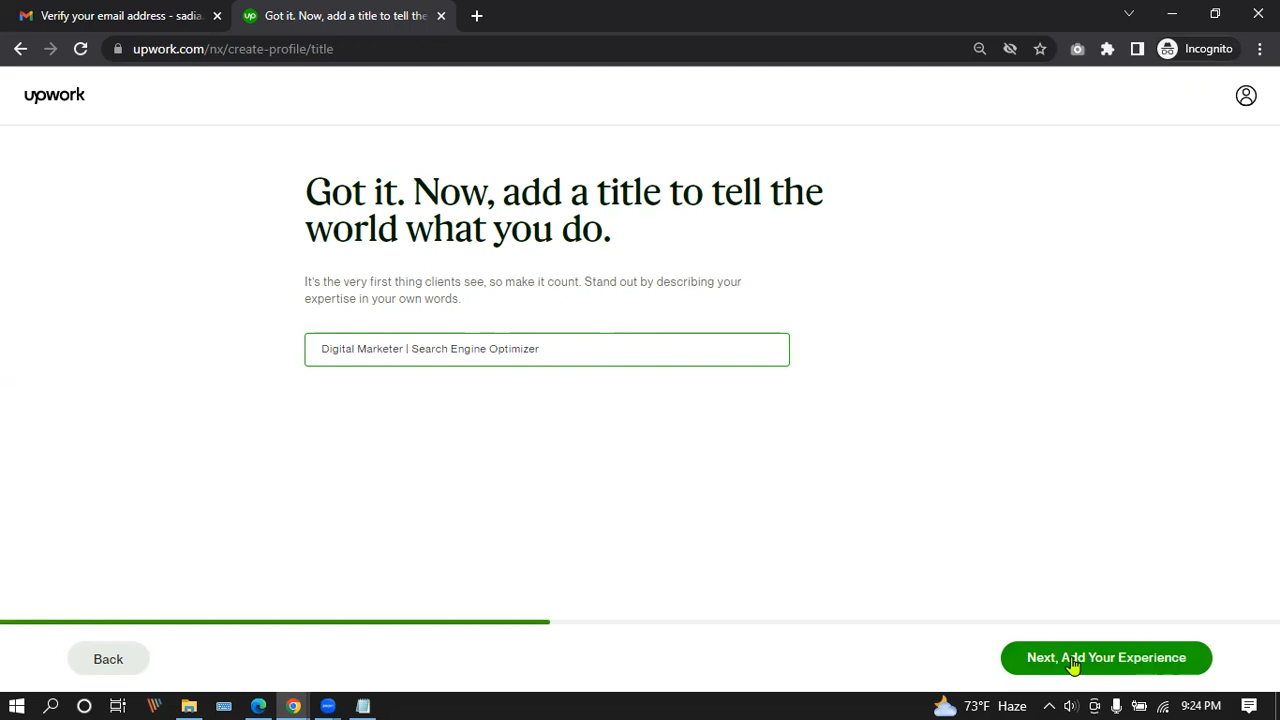 Verify your email address - sadia
Got it. Now, add a title to tell the
upwork.com/nx/create-profile/title
Incognito
upwork
Got it. Now, add a title to tell the
world what you do.
It's the very first thing clients see, so make it count. Stand out by describing your
expertise in your own words.
Digital Marketer | Search Engine Optimizer
Back
Next, Add Your Experience
73°F Haze
9:24 PM